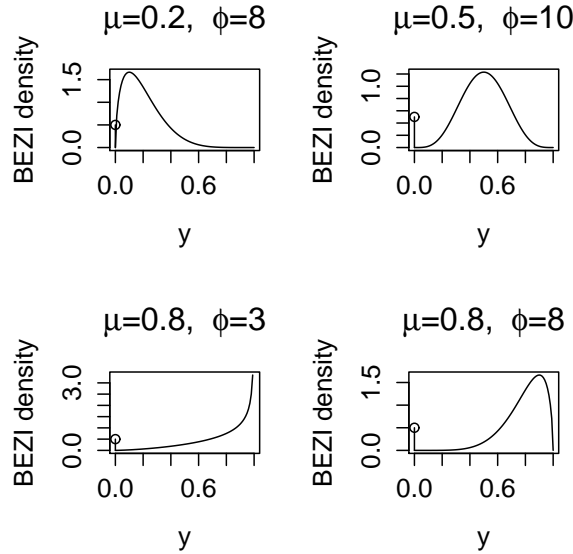 μ=0.2, ϕ=8
BEZI density
0.0 1.5
0.0 0.6
y
μ=0.5, ϕ=10
BEZI density
0.0 1.0
0.0 0.6
y
μ=0.8, ϕ=3
BEZI density
0.0 3.0
0.0 0.6
y
μ=0.8, ϕ=8
BEZI density
0.0 1.5
0.0 0.6
y